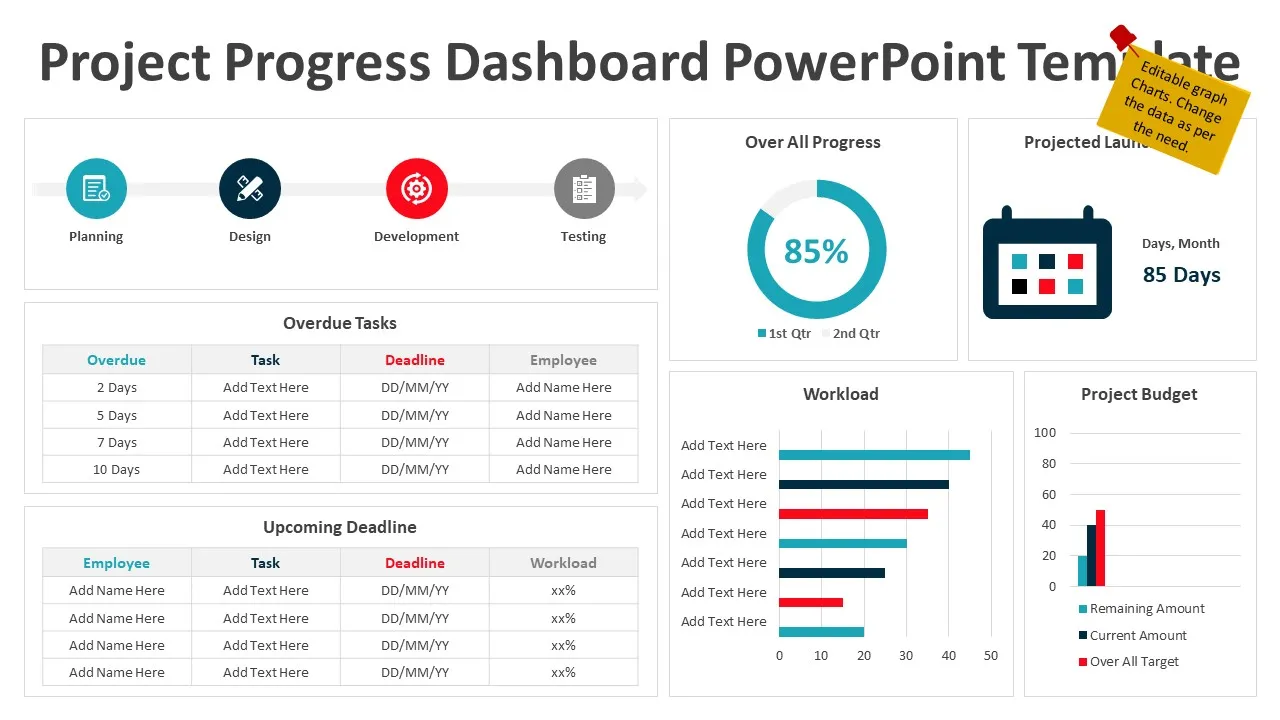 Project Progress Dashboard PowerPoint Template
Editable graph
Charts. Change
the data as per
the need.
Planning
Design
Development
Testing
Over All Progress
85%
1st Qtr
2nd Qtr
Projected
Days, Month
85 Days
Overdue Tasks
Overdue Task Deadline Employee
2 Days Add Text Here DD/MM/YY Add Name Here
5 Days Add Text Here DD/MM/YY Add Name Here
7 Days Add Text Here DD/MM/YY Add Name Here
10 Days Add Text Here DD/MM/YY Add Name Here
Upcoming Deadline
Employee Task Deadline Workload
Add Name Here Add Text Here DD/MM/YY xx%
Add Name Here Add Text Here DD/MM/YY xx%
Add Name Here Add Text Here DD/MM/YY xx%
Add Name Here Add Text Here DD/MM/YY xx%
Workload
Add Text Here
Add Text Here
Add Text Here
Add Text Here
Add Text Here
Add Text Here
Add Text Here
0 10 20 30 40 50
Project Budget
100
80
60
40
20
0
Remaining Amount
Current Amount
Over All Target